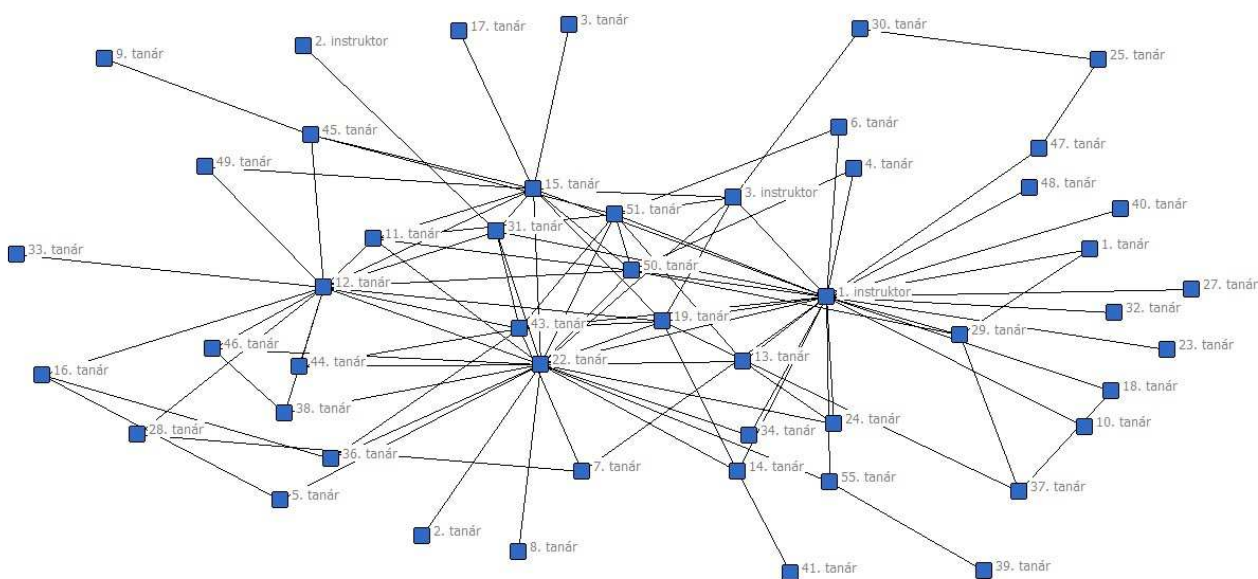 17. tanár
3. tanár
30. tanár
2. instruktor
9. tanár
25. tanár
6. tanár
45. tanár
47. tanár
49. tanár
4. tanár
15. tanár
48. tanár
3. instruktor
40. tanár
51. tanár
31. tanár
11. tanár
1. tanár
33. tanár
50. tanár
12. tanár
27. tanár
1. instruktor
32. tanár
19. tanár
43. tanár
29. tanár
46. tanár
23. tanár
13. tanár
22. tanár
44. tanár
16. tanár
18. tanár
38. tanár
24. tanár
10. tanár
28. tanár
34. tanár
36. tanár
7. tanár
14. tanár
55. tanár
37. tanár
5. tanár
2. tanár
8. tanár
39. tanár
41. tanár